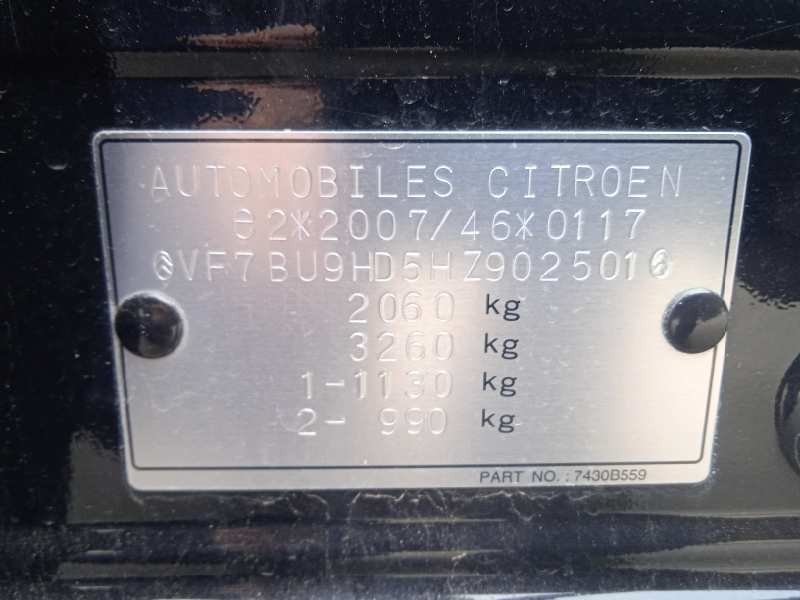 AUTOMOBILES CITROEN
e2*2007/46*0117
VF7BU9HD5HZ902501
2060 kg
3260 kg
1-1130 kg
2- 990 kg
PART NO.: 7430B559